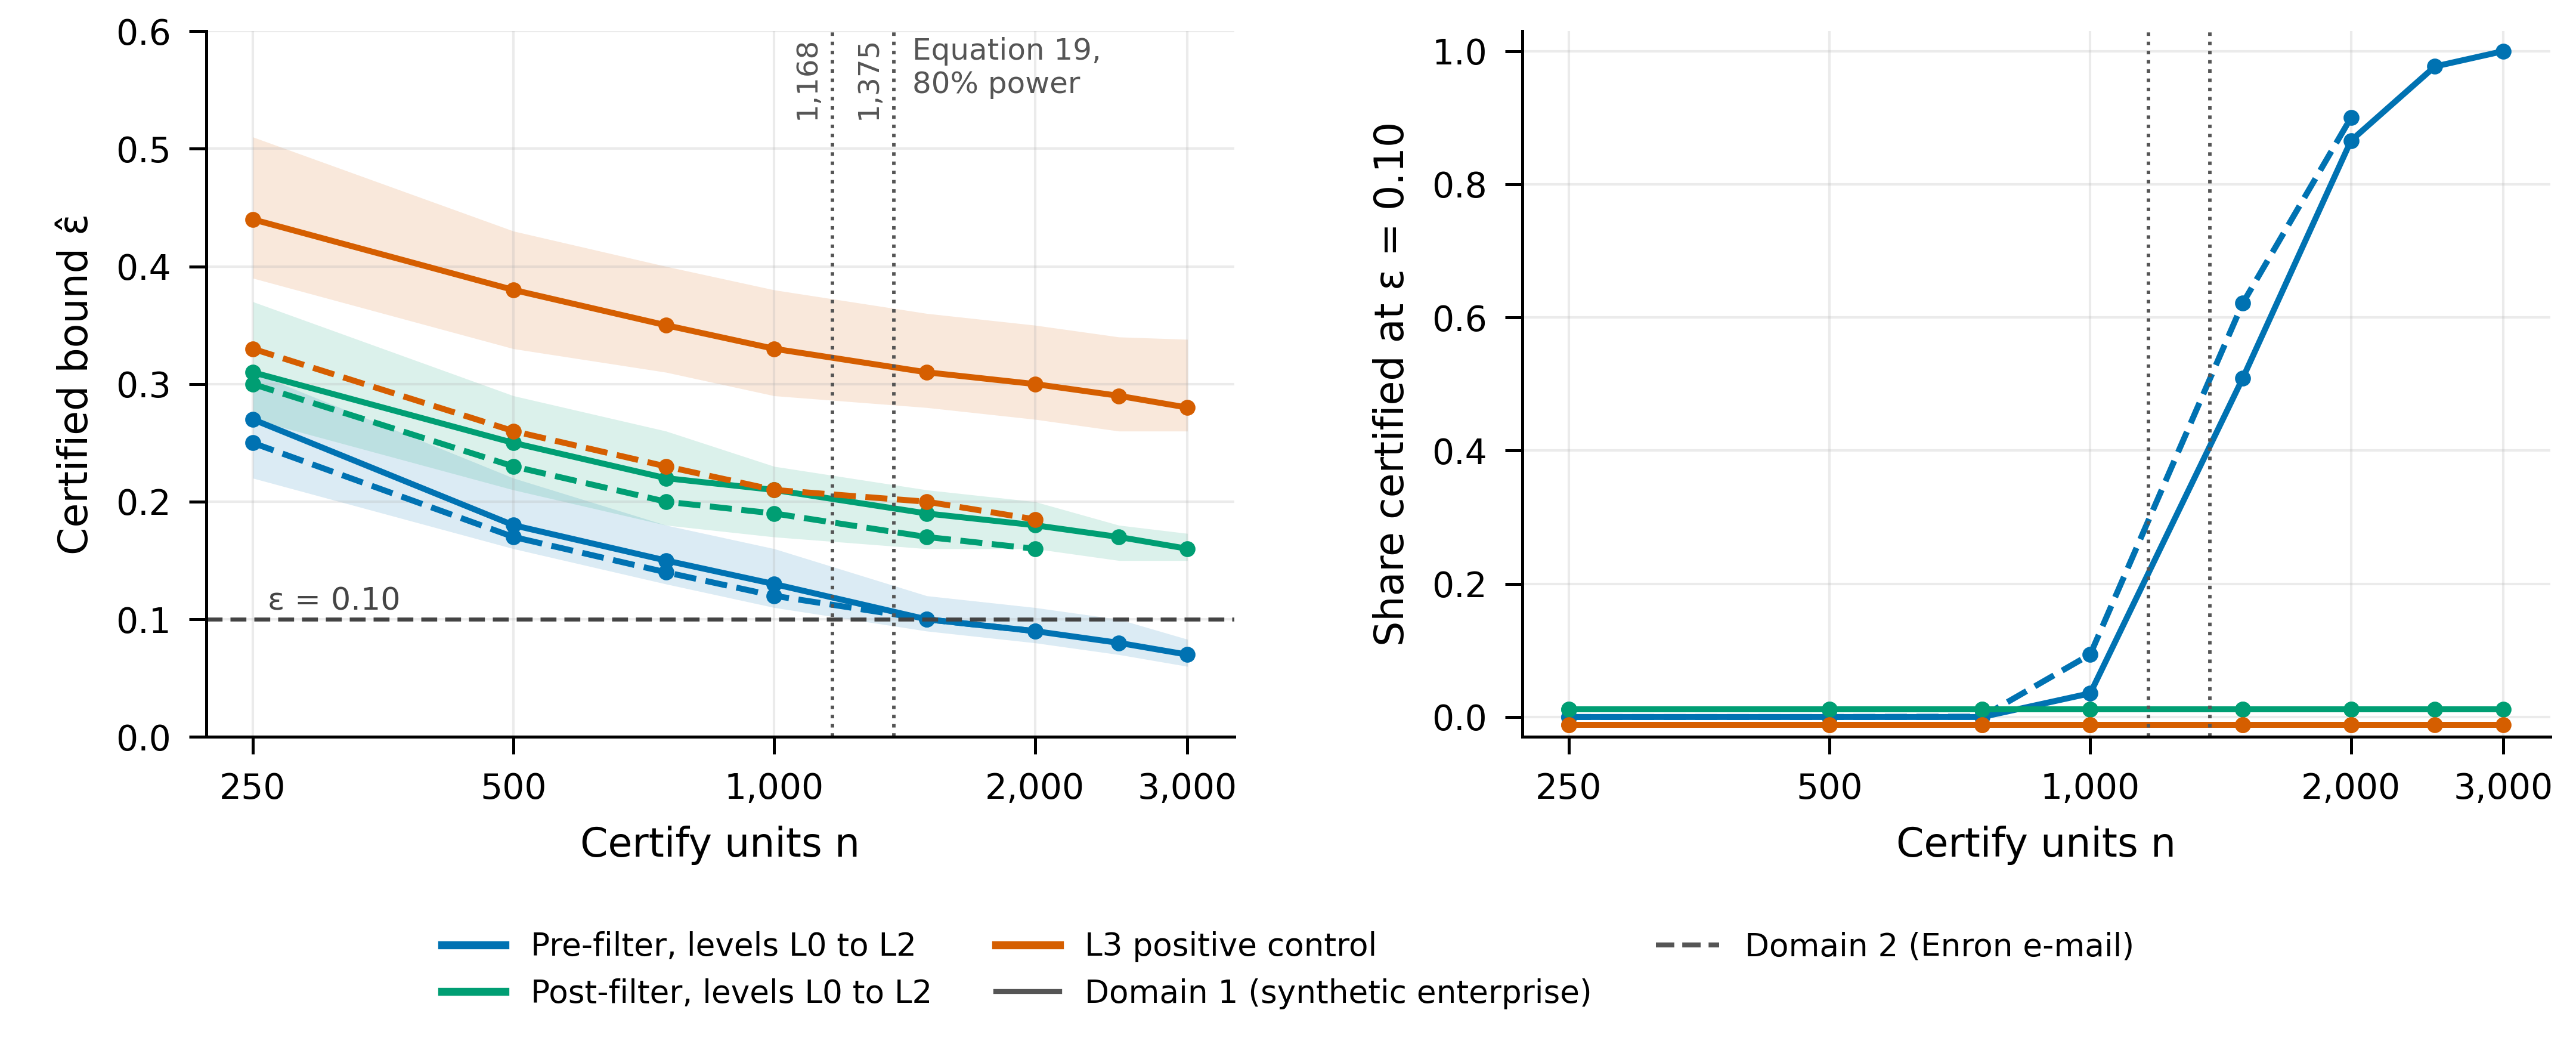 0.6
0.5
0.4
0.3
0.2
0.1
0.0
Certified bound ε̂
1,168
1,375
Equation 19,
80% power
ε = 0.10
250
500
1,000
2,000
3,000
Certify units n
1.0
0.8
0.6
0.4
0.2
0.0
Share certified at ε = 0.10
250
500
1,000
2,000
3,000
Certify units n
Pre-filter, levels L0 to L2
Post-filter, levels L0 to L2
L3 positive control
Domain 1 (synthetic enterprise)
Domain 2 (Enron e-mail)